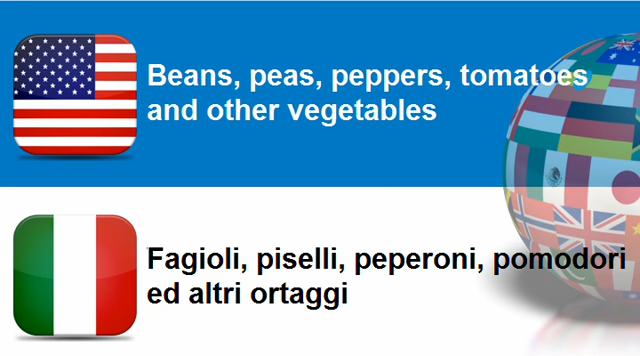 Beans, peas, peppers, tomatoes
and other vegetables
Fagioli, piselli, peperoni, pomodori
ed altri ortaggi